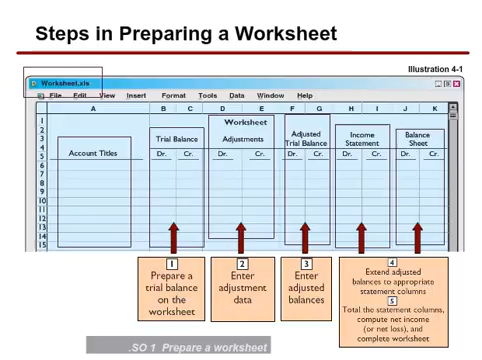 Steps in Preparing a Worksheet
Illustration 4-1
Worksheet.xls
File Edit View Insert Format Tools Data Window Help
A B C D E F G H I J K
1 Worksheet
2
3 Trial Balance Adjustments Adjusted Trial Balance Income Statement Balance Sheet
4
5 Account Titles Dr. Cr. Dr. Cr. Dr. Cr. Dr. Cr. Dr. Cr.
6
7
8
9
10
11
12
13
14
15
1
Prepare a
trial balance
on the
worksheet
2
Enter
adjustment
data
3
Enter
adjusted
balances
4
Extend adjusted
balances to appropriate
statement columns
5
Total the statement columns,
compute net income
(or net loss), and
complete worksheet
.SO 1 Prepare a worksheet